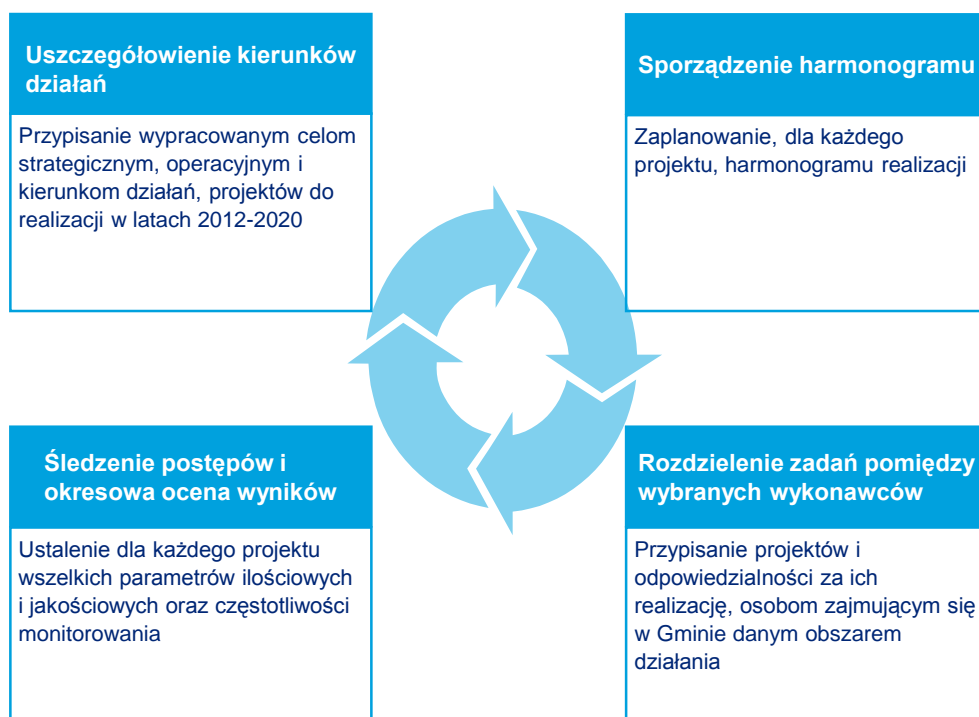 Uszczegółowienie kierunków
działań
Przypisanie wypracowanym celom
strategicznym, operacyjnym i
kierunkom działań, projektów do
realizacji w latach 2012-2020
Sporządzenie harmonogramu
Zaplanowanie, dla każdego
projektu, harmonogramu realizacji
Śledzenie postępów i
okresowa ocena wyników
Ustalenie dla każdego projektu
wszelkich parametrów ilościowych
i jakościowych oraz częstotliwości
monitorowania
Rozdzielenie zadań pomiędzy
wybranych wykonawców
Przypisanie projektów i
odpowiedzialności za ich
realizację, osobom zajmującym się
w Gminie danym obszarem
działania